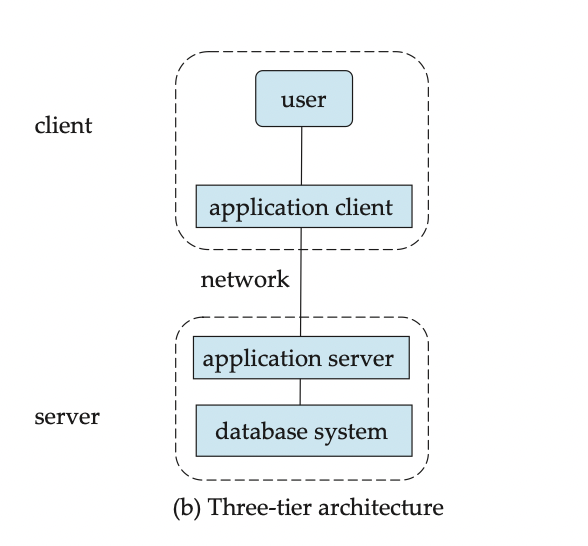 user
client
application client
network
application server
server
database system
(b) Three-tier architecture